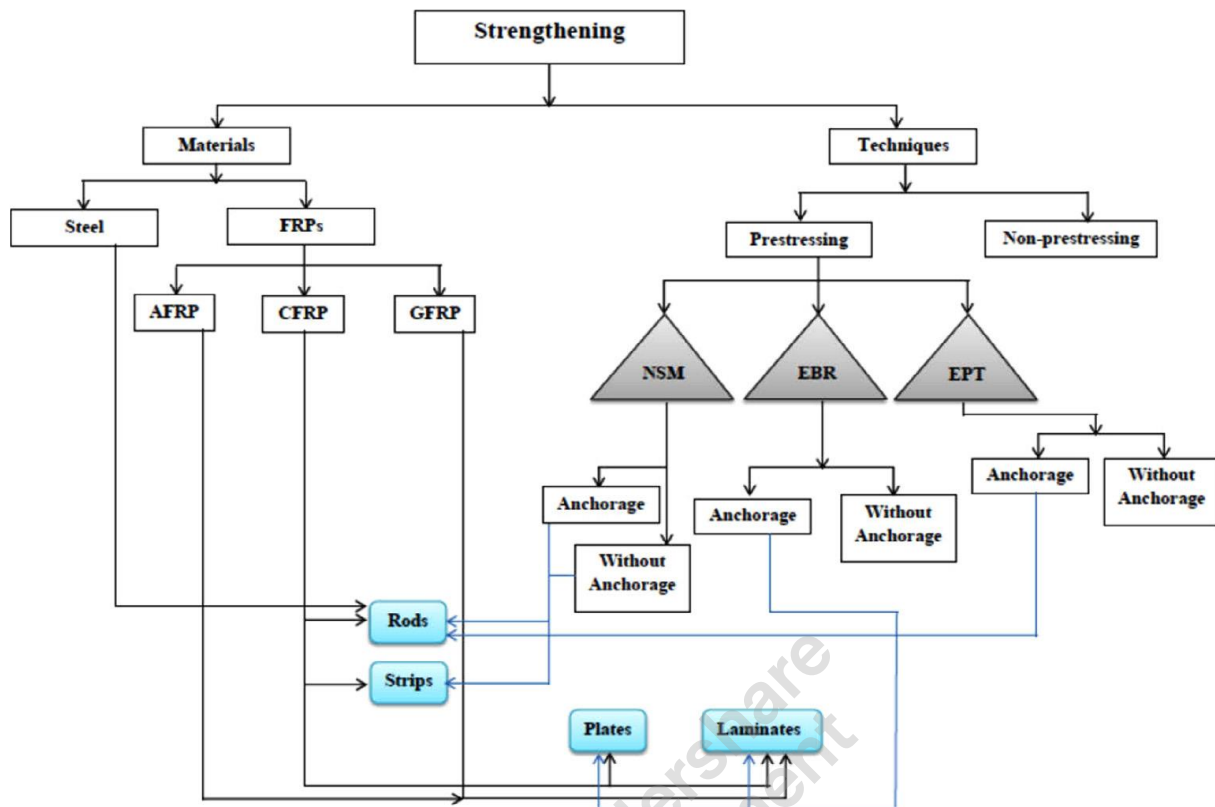 Strengthening
Materials
Techniques
Steel
FRPs
Prestressing
Non-prestressing
AFRP
CFRP
GFRP
NSM
EBR
EPT
Anchorage
Without
Anchorage
Anchorage
Without
Anchorage
Anchorage
Without
Anchorage
Rods
Strips
Plates
Laminates